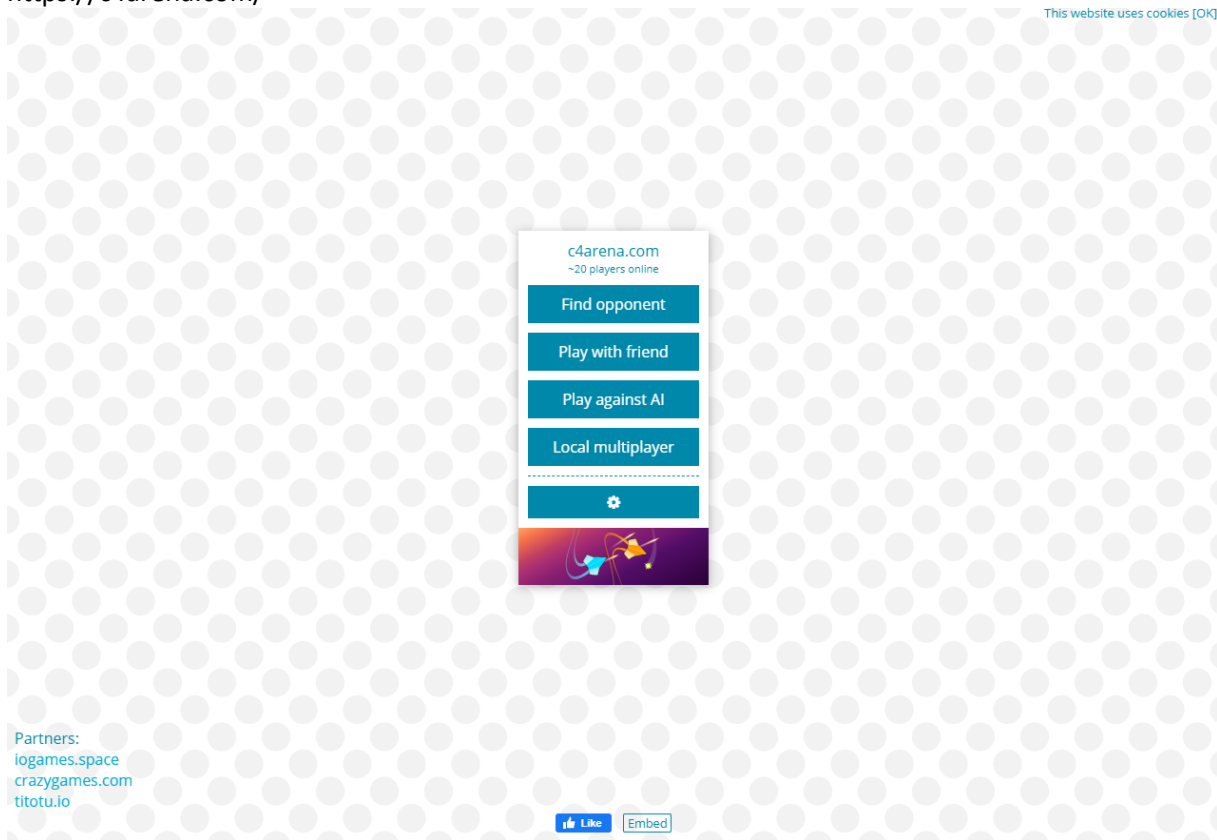 This website uses cookies [OK]
c4arena.com
~20 players online
Find opponent
Play with friend
Play against AI
Local multiplayer
Partners:
iogames.space
crazygames.com
titotu.io
Like
Embed